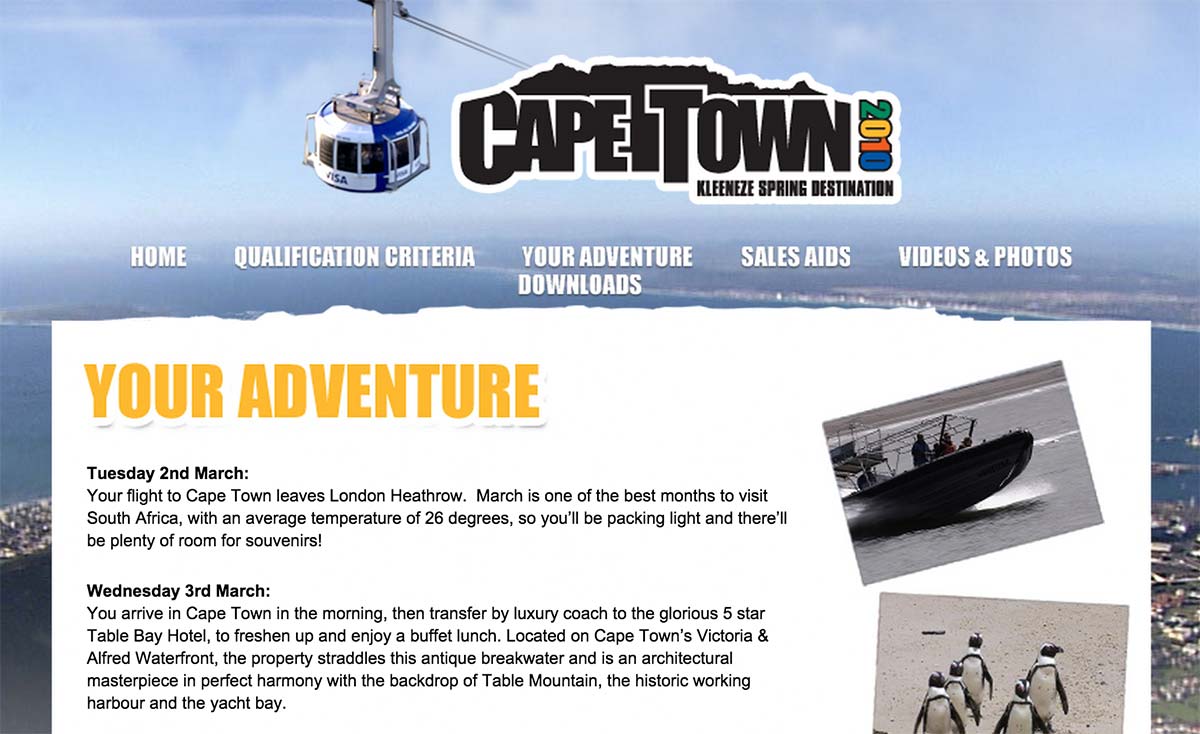 VISA
CAPE TOWN
2010
KLEENEZE SPRING DESTINATION
HOME QUALIFICATION CRITERIA YOUR ADVENTURE SALES AIDS VIDEOS & PHOTOS
DOWNLOADS
YOUR ADVENTURE
Tuesday 2nd March:
Your flight to Cape Town leaves London Heathrow.  March is one of the best months to visit
South Africa, with an average temperature of 26 degrees, so you’ll be packing light and there’ll
be plenty of room for souvenirs!
Wednesday 3rd March:
You arrive in Cape Town in the morning, then transfer by luxury coach to the glorious 5 star
Table Bay Hotel, to freshen up and enjoy a buffet lunch. Located on Cape Town’s Victoria &
Alfred Waterfront, the property straddles this antique breakwater and is an architectural
masterpiece in perfect harmony with the backdrop of Table Mountain, the historic working
harbour and the yacht bay.